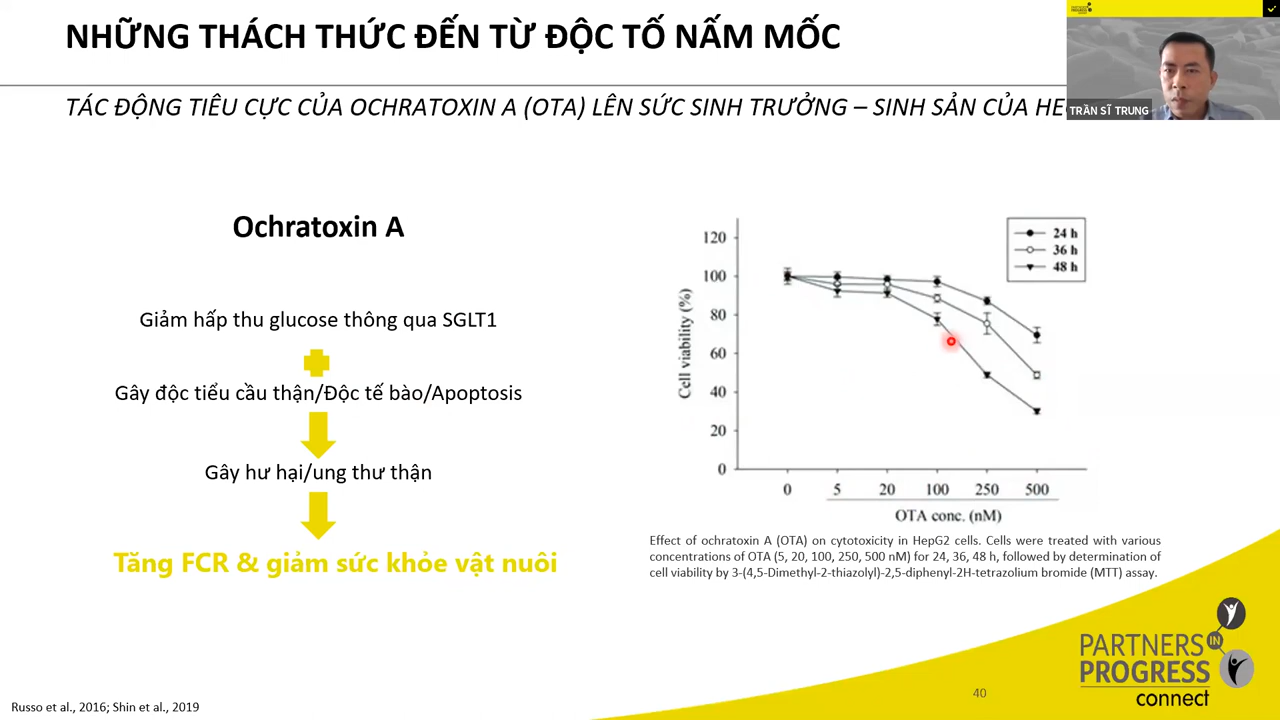 NHỮNG THÁCH THỨC ĐẾN TỪ ĐỘC TỐ NẤM MỐC
TÁC ĐỘNG TIÊU CỰC CỦA OCHRATOXIN A (OTA) LÊN SỨC SINH TRƯỞNG – SINH SẢN CỦA HE
TRẦN SĨ TRUNG
Ochratoxin A
Giảm hấp thu glucose thông qua SGLT1
Gây độc tiểu cầu thận/Độc tế bào/Apoptosis
Gây hư hại/ung thư thận
Tăng FCR & giảm sức khỏe vật nuôi
24 h
36 h
48 h
Cell viability (%)
120
100
80
60
40
20
0
0 5 20 100 250 500
OTA conc. (nM)
Effect of ochratoxin A (OTA) on cytotoxicity in HepG2 cells. Cells were treated with various
concentrations of OTA (5, 20, 100, 250, 500 nM) for 24, 36, 48 h, followed by determination of
cell viability by 3-(4,5-Dimethyl-2-thiazolyl)-2,5-diphenyl-2H-tetrazolium bromide (MTT) assay.
PARTNERS IN
PROGRESS
connect
40
Russo et al., 2016; Shin et al., 2019